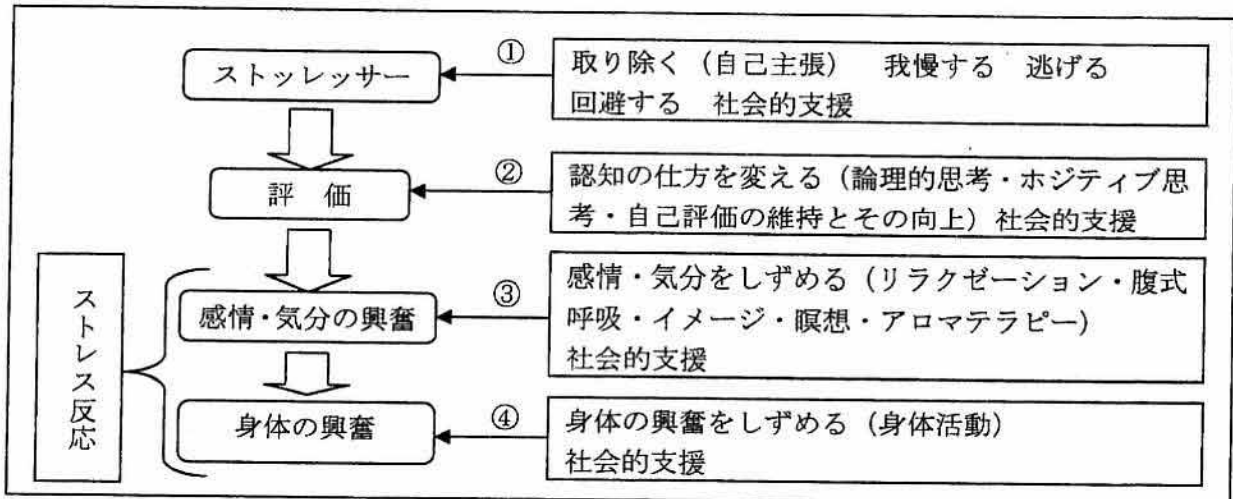 ストッレッサー
①
取り除く（自己主張）　我慢する　逃げる
回避する　社会的支援
評　価
②
認知の仕方を変える（論理的思考・ホジティブ思
考・自己評価の維持とその向上）社会的支援
ストレス反応
感情・気分の興奮
③
感情・気分をしずめる（リラクゼーション・腹式
呼吸・イメージ・瞑想・アロマテラピー）
社会的支援
身体の興奮
④
身体の興奮をしずめる（身体活動）
社会的支援